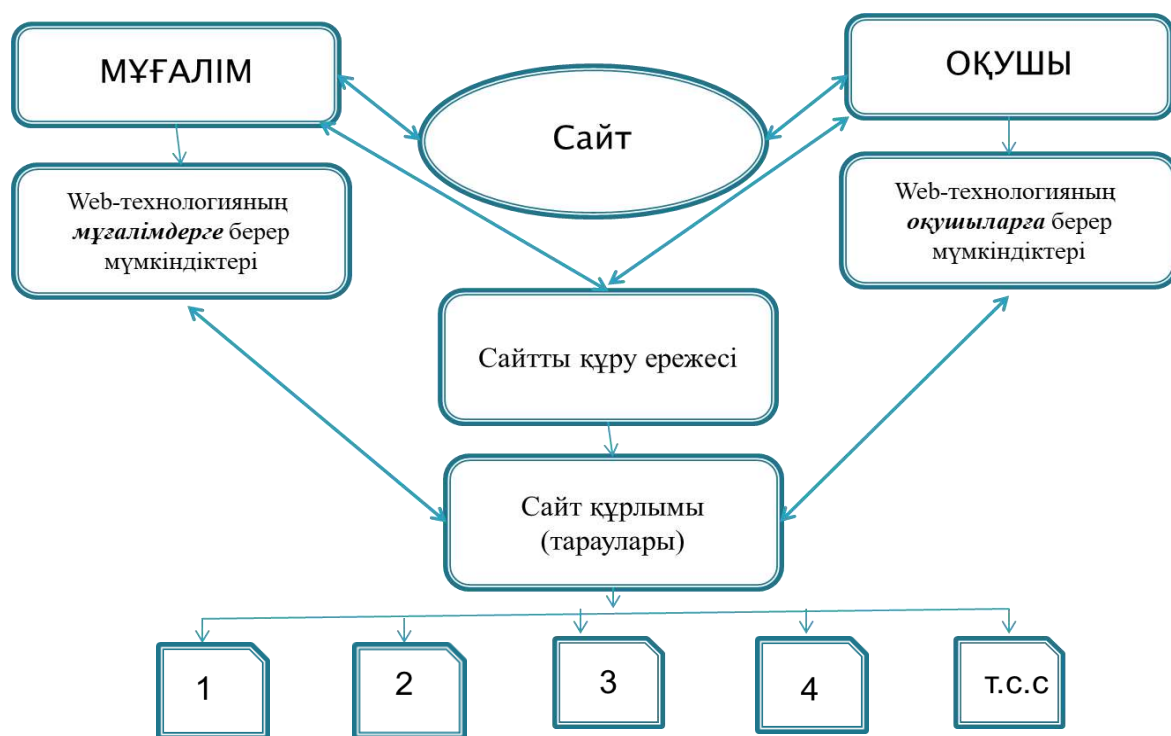 МҰҒАЛІМ
Сайт
ОҚУШЫ
Web-технологияның
мұғалімдерге берер
мүмкіндіктері
Web-технологияның
оқушыларға берер
мүмкіндіктері
Сайтты құру ережесі
Сайт құрлымы
(тараулары)
1
2
3
4
т.с.с